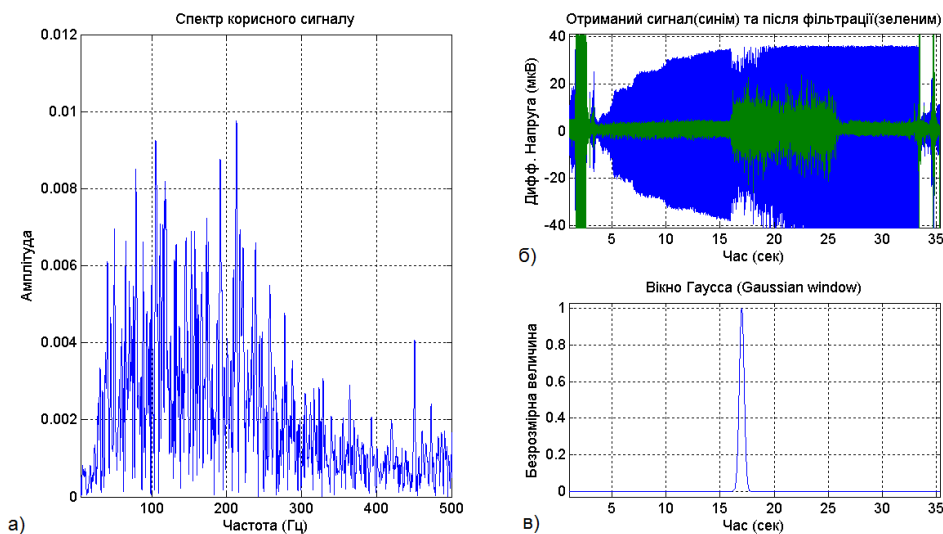 Спектр корисного сигналу
0.012
0.01
0.008
0.006
0.004
0.002
0
Амплітуда
100 200 300 400 500
Частота (Гц)
а)
Отриманий сигнал(синім) та після фільтрації(зеленим)
40
20
0
-20
-40
Дифф. Напруга (мкВ)
5 10 15 20 25 30 35
Час (сек)
б)
Вікно Гаусса (Gaussian window)
1
0.8
0.6
0.4
0.2
0
Безрозмірна величина
5 10 15 20 25 30 35
Час (сек)
в)